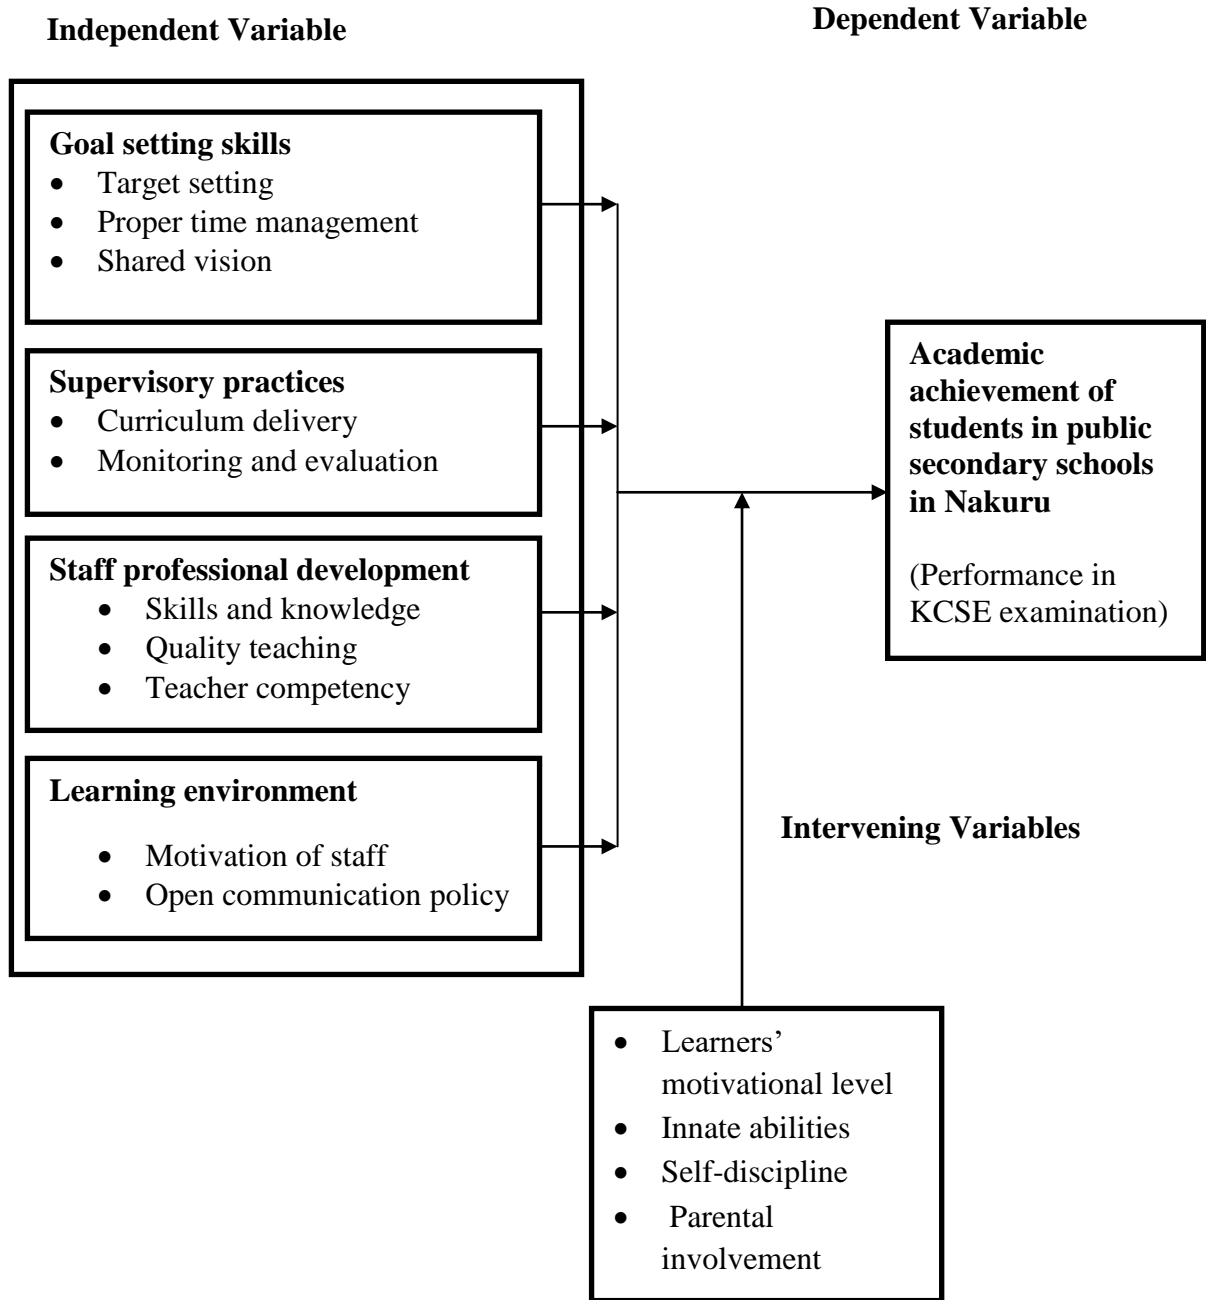 Independent Variable
Dependent Variable
Goal setting skills
• Target setting
• Proper time management
• Shared vision
Supervisory practices
• Curriculum delivery
• Monitoring and evaluation
Staff professional development
• Skills and knowledge
• Quality teaching
• Teacher competency
Learning environment
• Motivation of staff
• Open communication policy
Academic
achievement of
students in public
secondary schools
in Nakuru
(Performance in
KCSE examination)
Intervening Variables
• Learners’
motivational level
• Innate abilities
• Self-discipline
• Parental
involvement